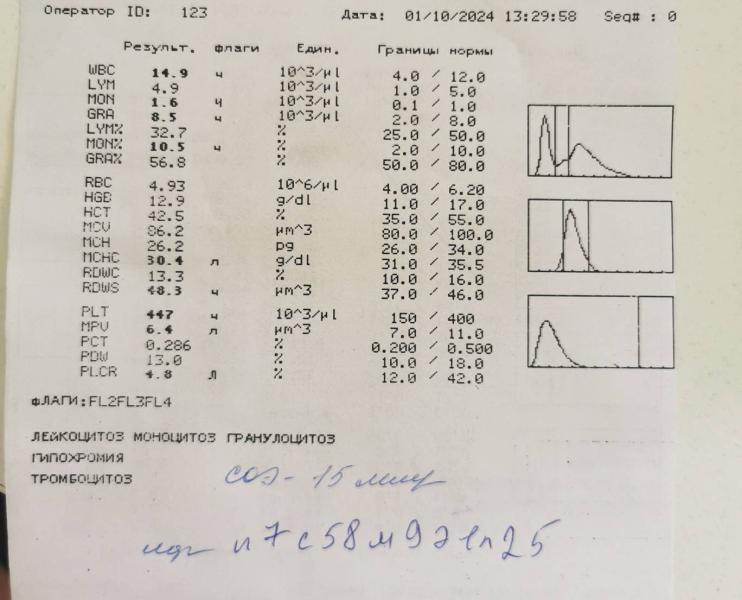 Оператор ID: 123 Дата: 01/10/2024 13:29:58 Seq# : 0
Результ. флаги Един. Границы нормы
WBC 14.9 ч 10^3/µl 4.0 / 12.0
LYM 4.9 10^3/µl 1.0 / 5.0
MON 1.6 ч 10^3/µl 0.1 / 1.0
GRA 8.5 ч 10^3/µl 2.0 / 8.0
LYM% 32.7 % 25.0 / 50.0
MON% 10.5 ч % 2.0 / 10.0
GRA% 56.8 % 50.0 / 80.0
RBC 4.93 10^6/µl 4.00 / 6.20
HGB 12.9 g/dl 11.0 / 17.0
HCT 42.5 % 35.0 / 55.0
MCV 86.2 µm^3 80.0 / 100.0
MCH 26.2 pg 26.0 / 34.0
MCHC 30.4 л g/dl 31.0 / 35.5
RDWC 13.3 % 10.0 / 16.0
RDWS 48.3 ч µm^3 37.0 / 46.0
PLT 447 ч 10^3/µl 150 / 400
MPV 6.4 л µm^3 7.0 / 11.0
PCT 0.286 % 0.200 / 0.500
PDW 13.0 % 10.0 / 18.0
PLCR 4.8 л % 12.0 / 42.0
ФЛАГИ:FL2FL3FL4
ЛЕЙКОЦИТОЗ МОНОЦИТОЗ ГРАНУЛОЦИТОЗ
ГИПОХРОМИЯ
ТРОМБОЦИТОЗ
соэ - 15 мм/ч
п7 с58 м9 э1 л25